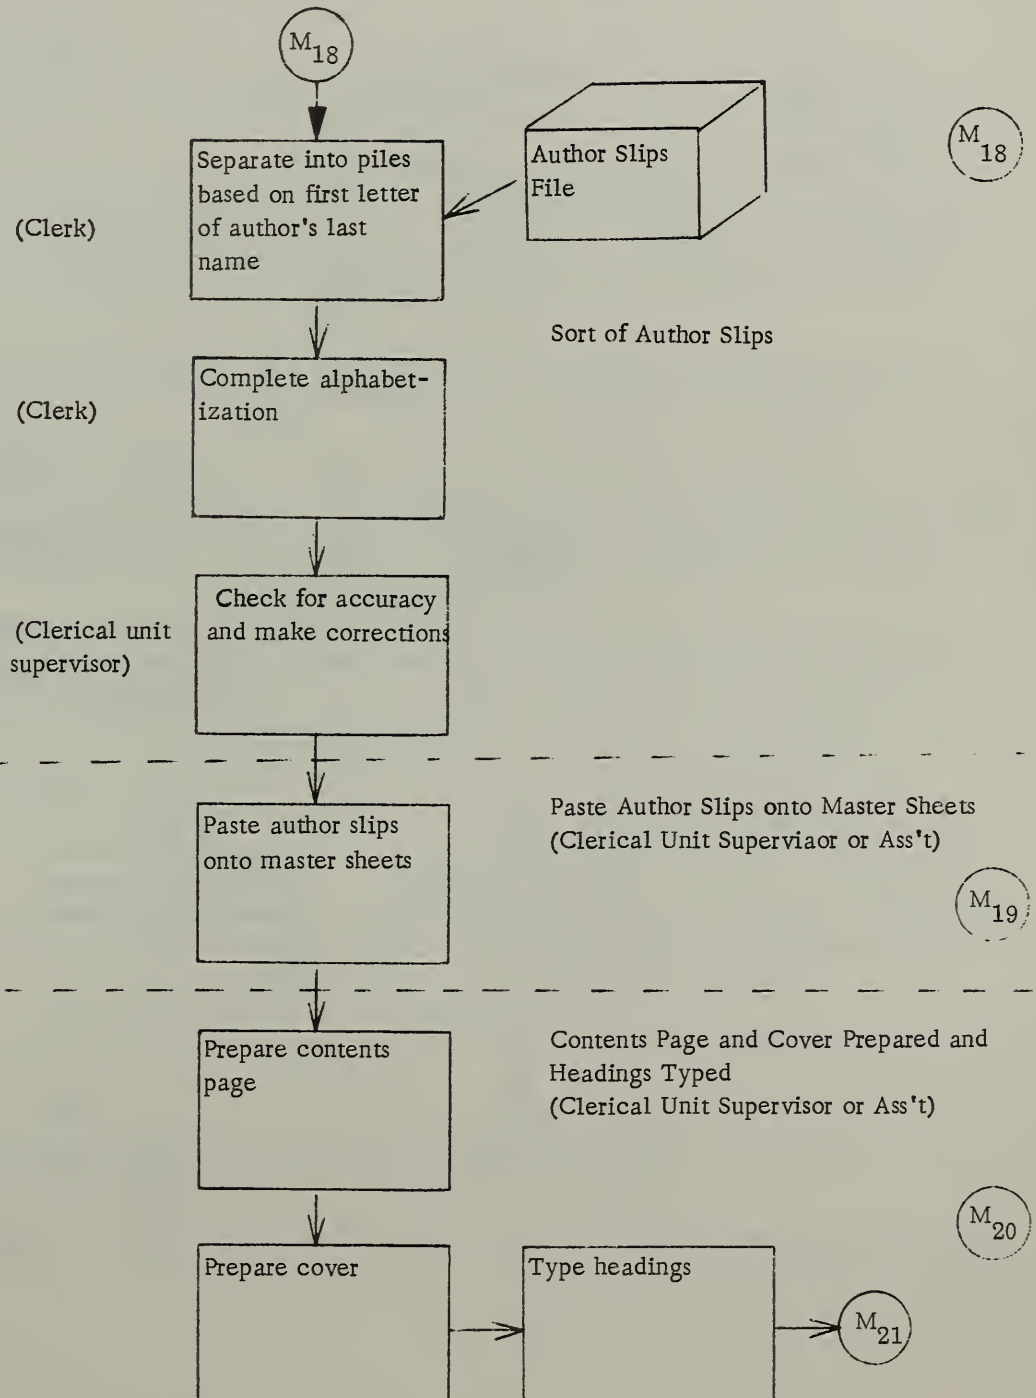 M18
Separate into piles
based on first letter
of author's last
name
Author Slips
File
M18
(Clerk)
Sort of Author Slips
Complete alphabet-
ization
(Clerk)
Check for accuracy
and make corrections
(Clerical unit
supervisor)
Paste author slips
onto master sheets
Paste Author Slips onto Master Sheets
(Clerical Unit Superviaor or Ass't)
M19
Prepare contents
page
Contents Page and Cover Prepared and
Headings Typed
(Clerical Unit Supervisor or Ass't)
M20
Prepare cover
Type headings
M21